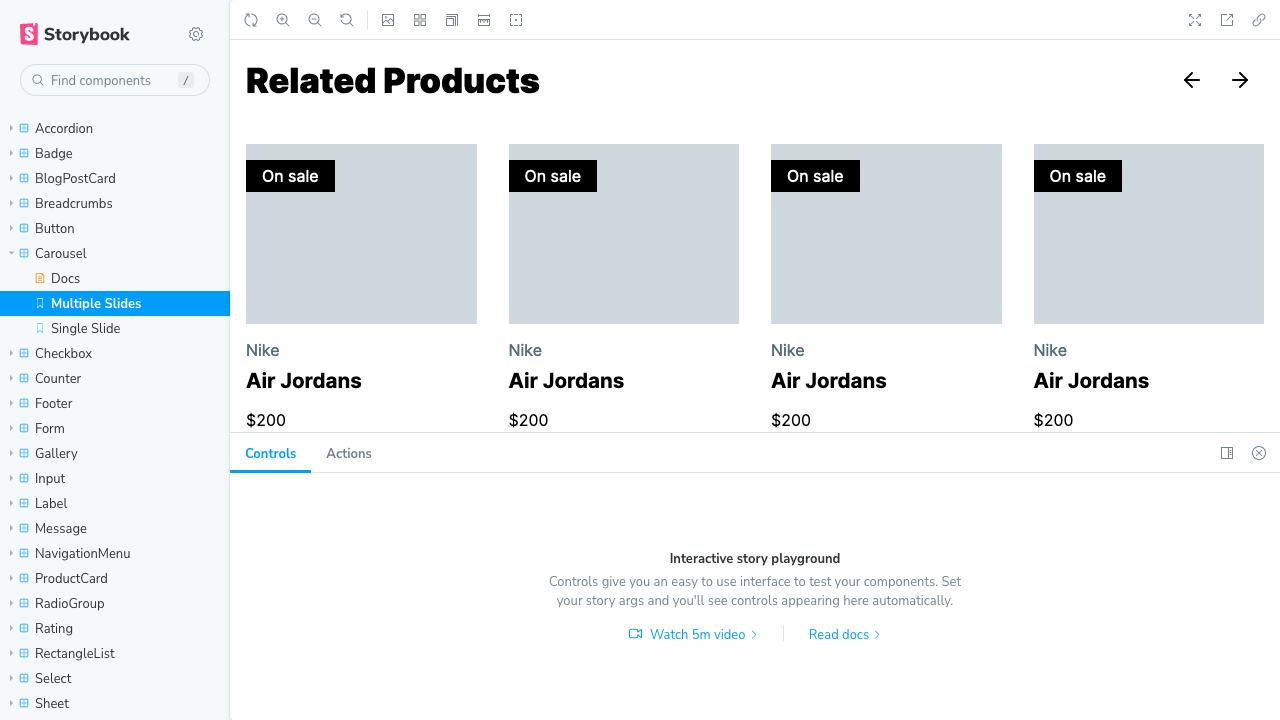 Storybook
Find components /
Accordion
Badge
BlogPostCard
Breadcrumbs
Button
Carousel
Docs
Multiple Slides
Single Slide
Checkbox
Counter
Footer
Form
Gallery
Input
Label
Message
NavigationMenu
ProductCard
RadioGroup
Rating
RectangleList
Select
Sheet
Related Products
On sale On sale On sale On sale
Nike Nike Nike Nike
Air Jordans Air Jordans Air Jordans Air Jordans
$200 $200 $200 $200
Controls Actions
Interactive story playground
Controls give you an easy to use interface to test your components. Set
your story args and you'll see controls appearing here automatically.
Watch 5m video Read docs